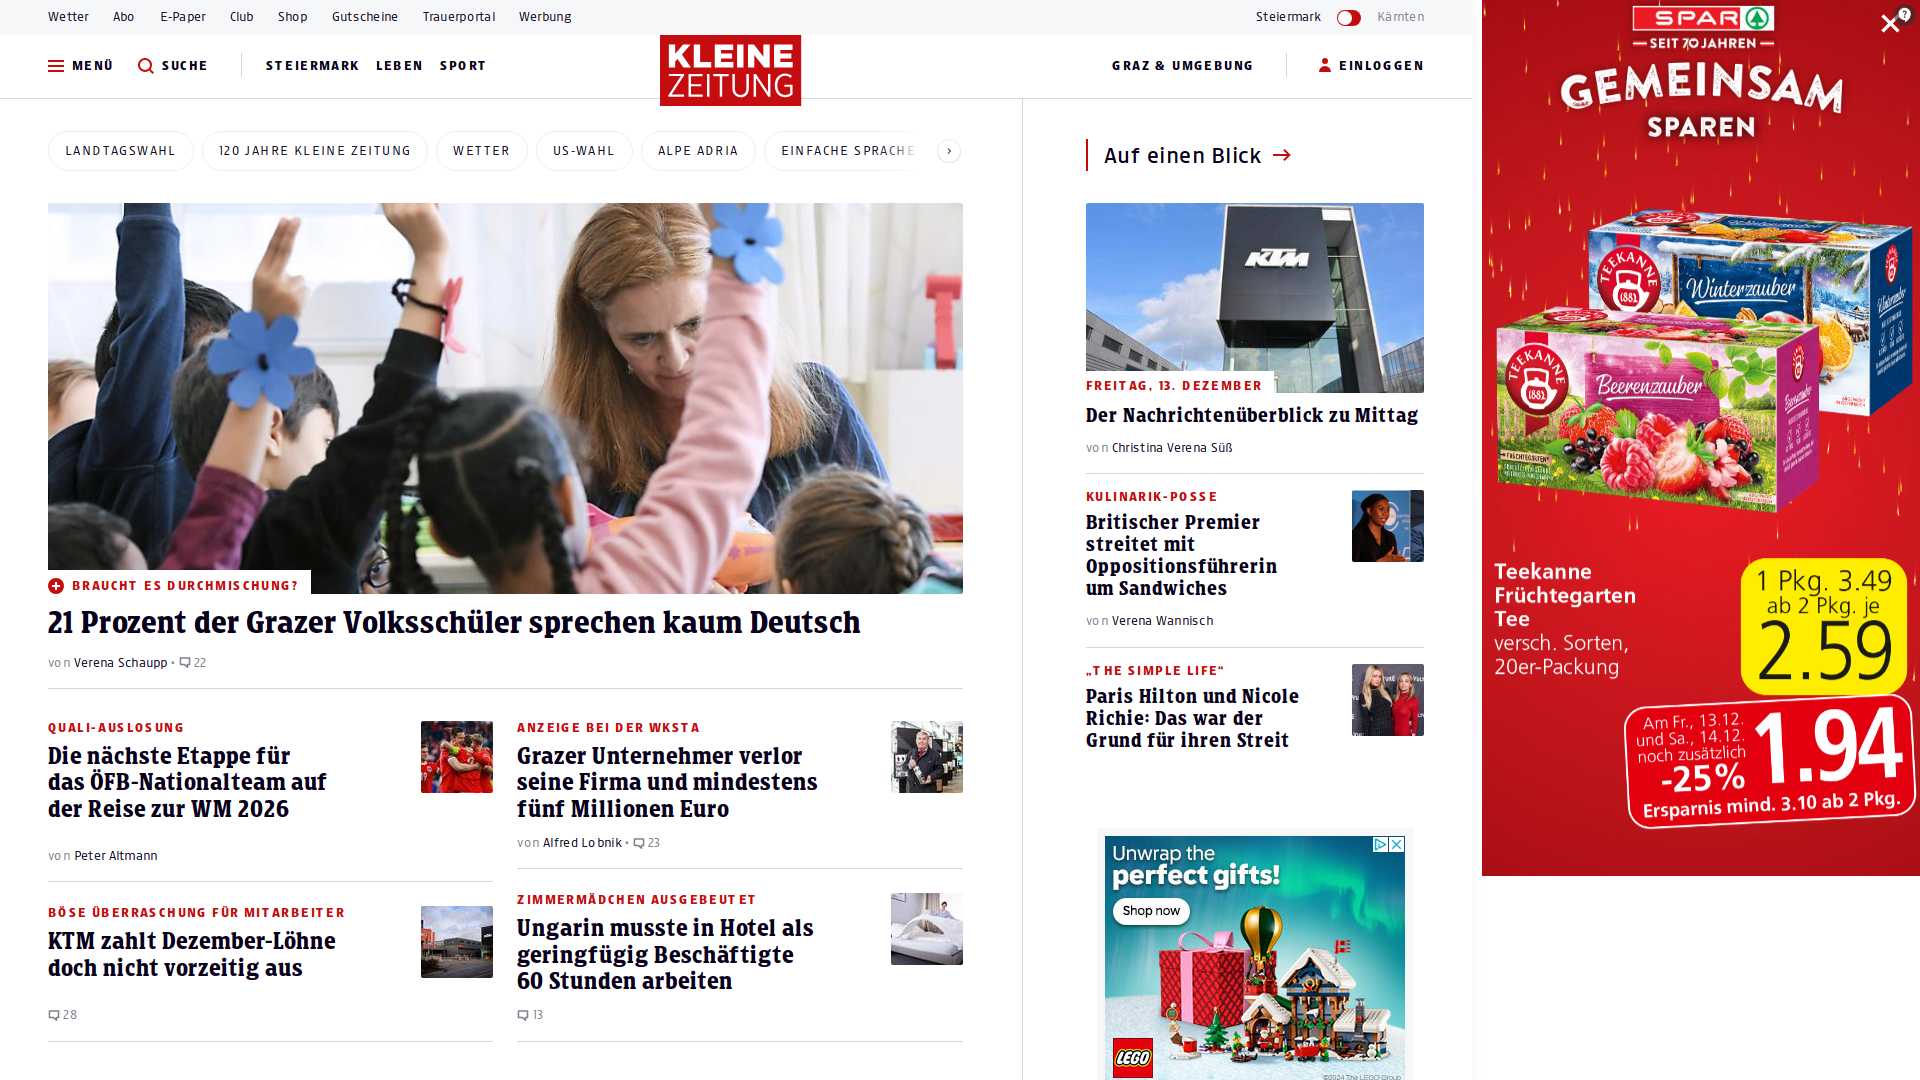 Wetter Abo E-Paper Club Shop Gutscheine Trauerportal Werbung
Steiermark Kärnten
MENÜ SUCHE STEIERMARK LEBEN SPORT
KLEINE
ZEITUNG
GRAZ & UMGEBUNG EINLOGGEN
LANDTAGSWAHL 120 JAHRE KLEINE ZEITUNG WETTER US-WAHL ALPE ADRIA EINFACHE SPRACHE
BRAUCHT ES DURCHMISCHUNG?
21 Prozent der Grazer Volksschüler sprechen kaum Deutsch
von Verena Schaupp • 22
QUALI-AUSLOSUNG
Die nächste Etappe für
das ÖFB-Nationalteam auf
der Reise zur WM 2026
von Peter Altmann
BÖSE ÜBERRASCHUNG FÜR MITARBEITER
KTM zahlt Dezember-Löhne
doch nicht vorzeitig aus
28
ANZEIGE BEI DER WKSTA
Grazer Unternehmer verlor
seine Firma und mindestens
fünf Millionen Euro
von Alfred Lobnik • 23
ZIMMERMÄDCHEN AUSGEBEUTET
Ungarin musste in Hotel als
geringfügig Beschäftigte
60 Stunden arbeiten
13
Auf einen Blick →
KTM
FREITAG, 13. DEZEMBER
Der Nachrichtenüberblick zu Mittag
von Christina Verena Süß
KULINARIK-POSSE
Britischer Premier
streitet mit
Oppositionsführerin
um Sandwiches
von Verena Wannisch
„THE SIMPLE LIFE“
Paris Hilton und Nicole
Richie: Das war der
Grund für ihren Streit
Unwrap the
perfect gifts!
Shop now
LEGO
©2024 The LEGO Group
SPAR
SEIT 70 JAHREN
GEMEINSAM
SPAREN
TEEKANNE
1881
Winterzauber
TEEKANNE
1881
Beerenzauber
Teekanne
Früchtegarten
Tee
versch. Sorten,
20er-Packung
1 Pkg. 3.49
ab 2 Pkg. je
2.59
Am Fr., 13.12.
und Sa., 14.12.
noch zusätzlich
-25%
1.94
Ersparnis mind. 3.10 ab 2 Pkg.